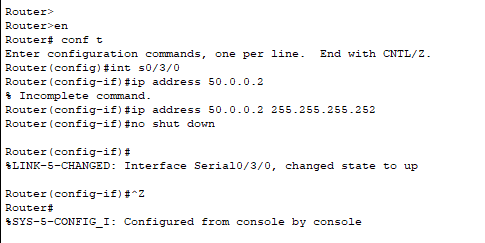 Router>
Router>en
Router# conf t
Enter configuration commands, one per line.  End with CNTL/Z.
Router(config)#int s0/3/0
Router(config-if)#ip address 50.0.0.2
% Incomplete command.
Router(config-if)#ip address 50.0.0.2 255.255.255.252
Router(config-if)#no shut down
Router(config-if)#
%LINK-5-CHANGED: Interface Serial0/3/0, changed state to up
Router(config-if)#^Z
Router#
%SYS-5-CONFIG_I: Configured from console by console